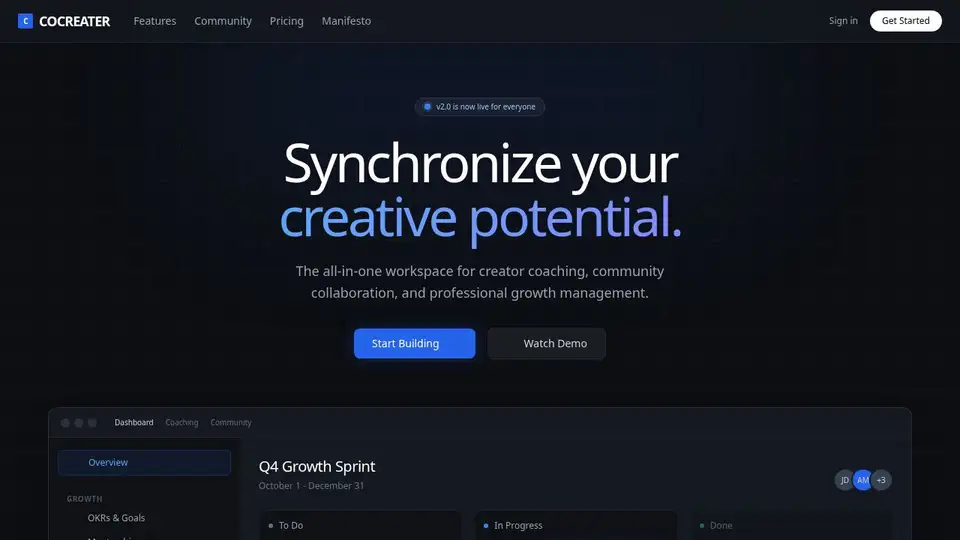 C COCREATER Features Community Pricing Manifesto Sign in Get Started
v2.0 is now live for everyone
Synchronize your
creative potential.
The all-in-one workspace for creator coaching, community
collaboration, and professional growth management.
Start Building Watch Demo
Dashboard Coaching Community
Overview
Q4 Growth Sprint
October 1 - December 31
JD AM +3
GROWTH
OKRs & Goals
To Do In Progress Done